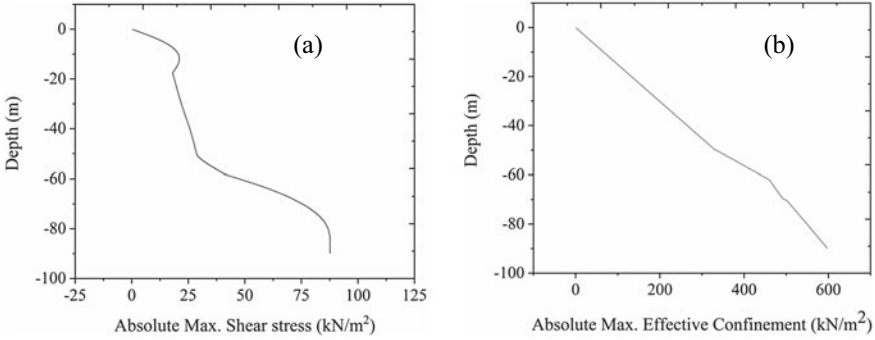 (a)
0
-20
-40
-60
-80
-100
Depth (m)
-25 0 25 50 75 100 125
Absolute Max. Shear stress (kN/m²)
(b)
0
-20
-40
-60
-80
-100
Depth (m)
0 200 400 600
Absolute Max. Effective Confinement (kN/m²)